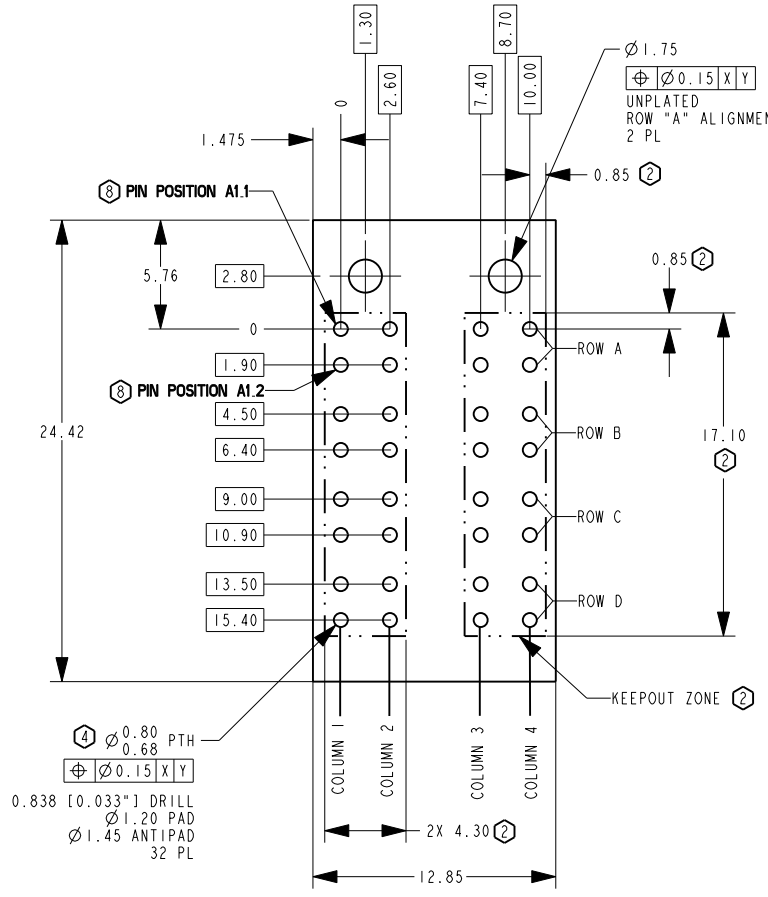 1.30
8.70
0
2.60
7.40
10.00
Ø1.75
⌖ Ø0.15 X Y
UNPLATED
ROW "A" ALIGNMEN
2 PL
1.475
0.85 2
8 PIN POSITION A1.1
5.76
2.80
0.85 2
0
ROW A
1.90
8 PIN POSITION A1.2
4.50
24.42
ROW B
17.10
2
6.40
9.00
ROW C
10.90
13.50
ROW D
15.40
KEEPOUT ZONE 2
4 Ø 0.80 PTH
0.68
⌖ Ø0.15 X Y
0.838 [0.033"] DRILL
Ø1.20 PAD
Ø1.45 ANTIPAD
32 PL
COLUMN 1
COLUMN 2
COLUMN 3
COLUMN 4
2X 4.30 2
12.85